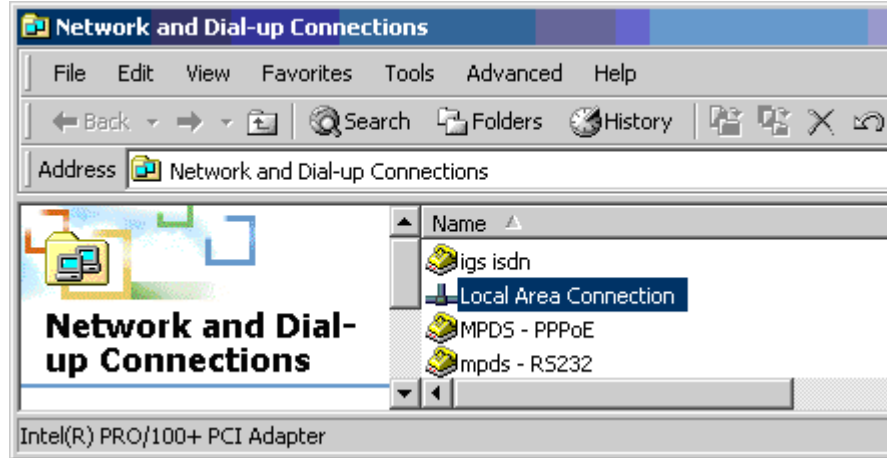 Network and Dial-up Connections
File Edit View Favorites Tools Advanced Help
Back Search Folders History
Address Network and Dial-up Connections
Network and Dial-
up Connections
Name
igs isdn
Local Area Connection
MPDS - PPPoE
mpds - RS232
Intel(R) PRO/100+ PCI Adapter